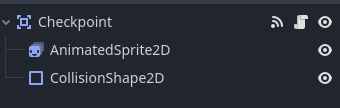 Checkpoint
AnimatedSprite2D
CollisionShape2D